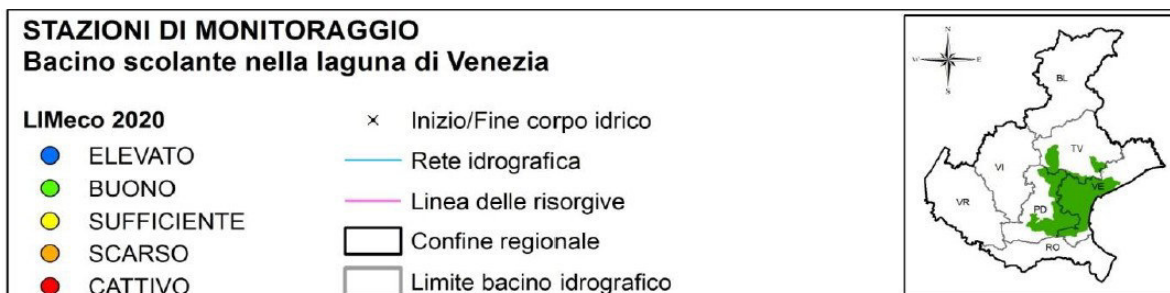 STAZIONI DI MONITORAGGIO
Bacino scolante nella laguna di Venezia
LIMeco 2020
ELEVATO
BUONO
SUFFICIENTE
SCARSO
CATTIVO
Inizio/Fine corpo idrico
Rete idrografica
Linea delle risorgive
Confine regionale
Limite bacino idrografico
N
W E
S
BL
TV
VI
VE
VR
PD
RO